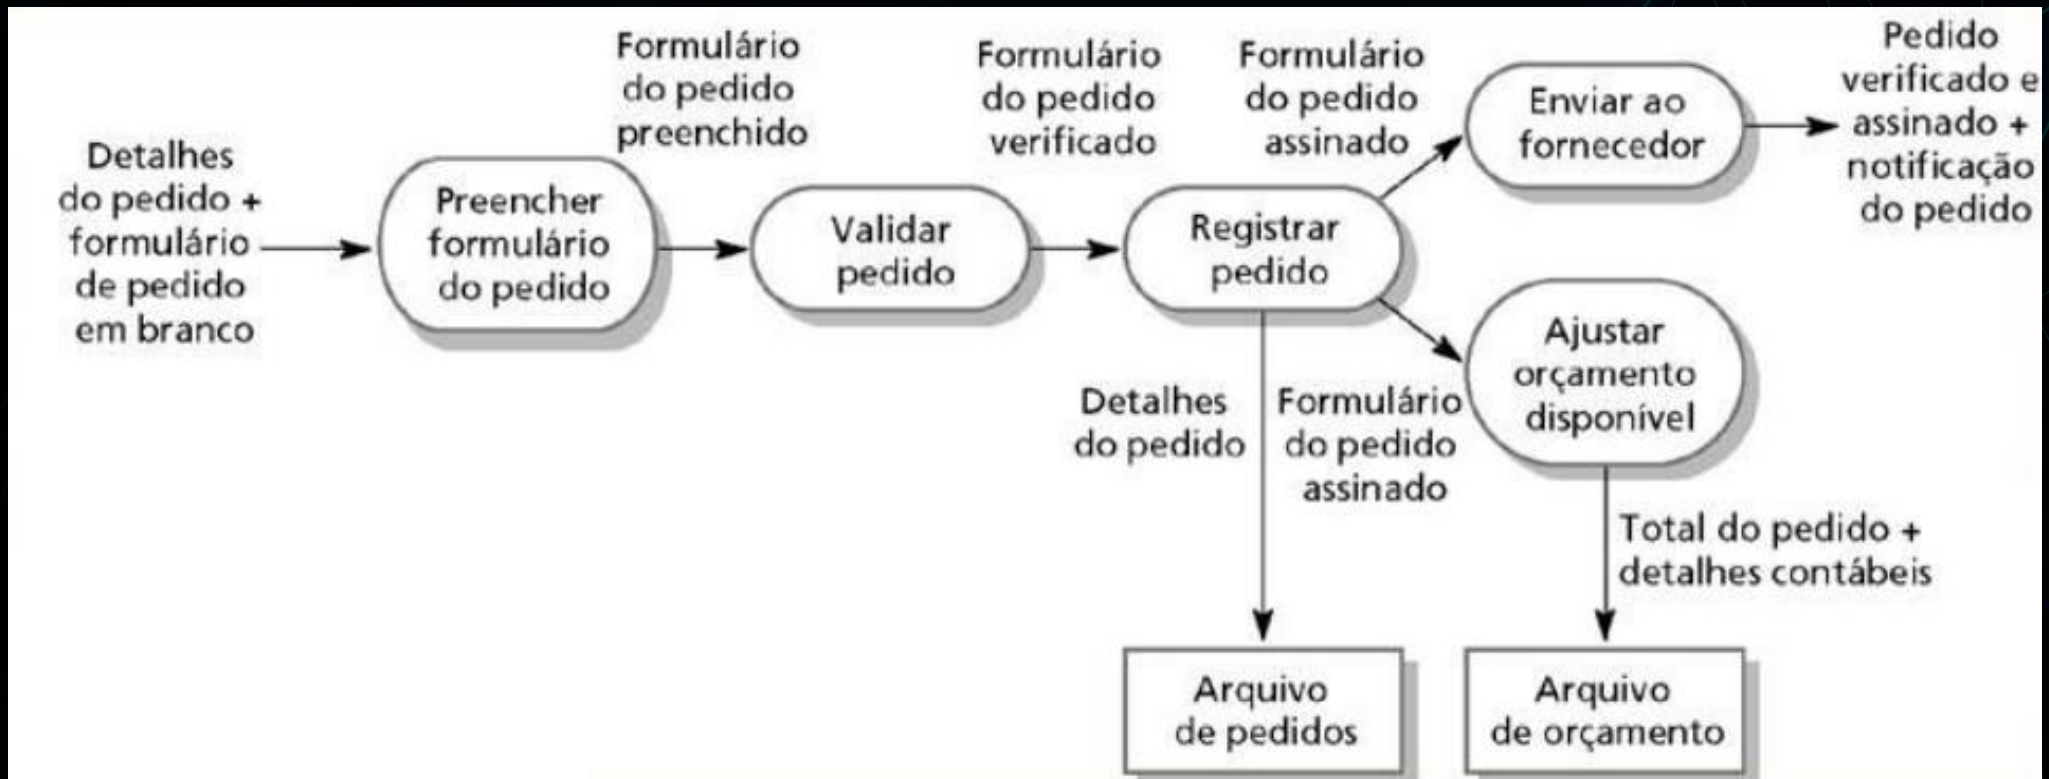 Detalhes
do pedido +
formulário
de pedido
em branco
Preencher
formulário
do pedido
Formulário
do pedido
preenchido
Validar
pedido
Formulário
do pedido
verificado
Registrar
pedido
Formulário
do pedido
assinado
Enviar ao
fornecedor
Pedido
verificado e
assinado +
notificação
do pedido
Detalhes
do pedido
Formulário
do pedido
assinado
Ajustar
orçamento
disponível
Total do pedido +
detalhes contábeis
Arquivo
de pedidos
Arquivo
de orçamento